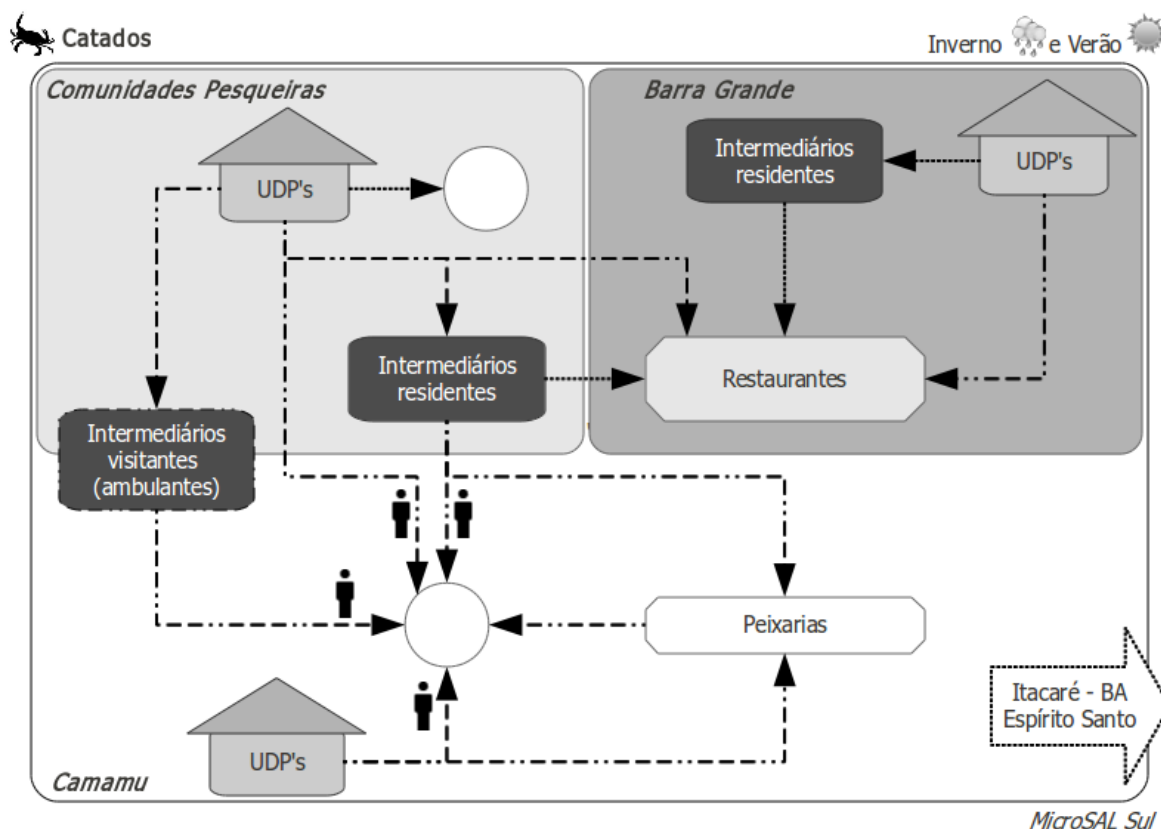 Catados
Inverno e Verão
Comunidades Pesqueiras
Barra Grande
UDP's
Intermediários
residentes
UDP's
Intermediários
residentes
Restaurantes
Intermediários
visitantes
(ambulantes)
Peixarias
UDP's
Itacaré - BA
Espírito Santo
Camamu
MicroSAL Sul